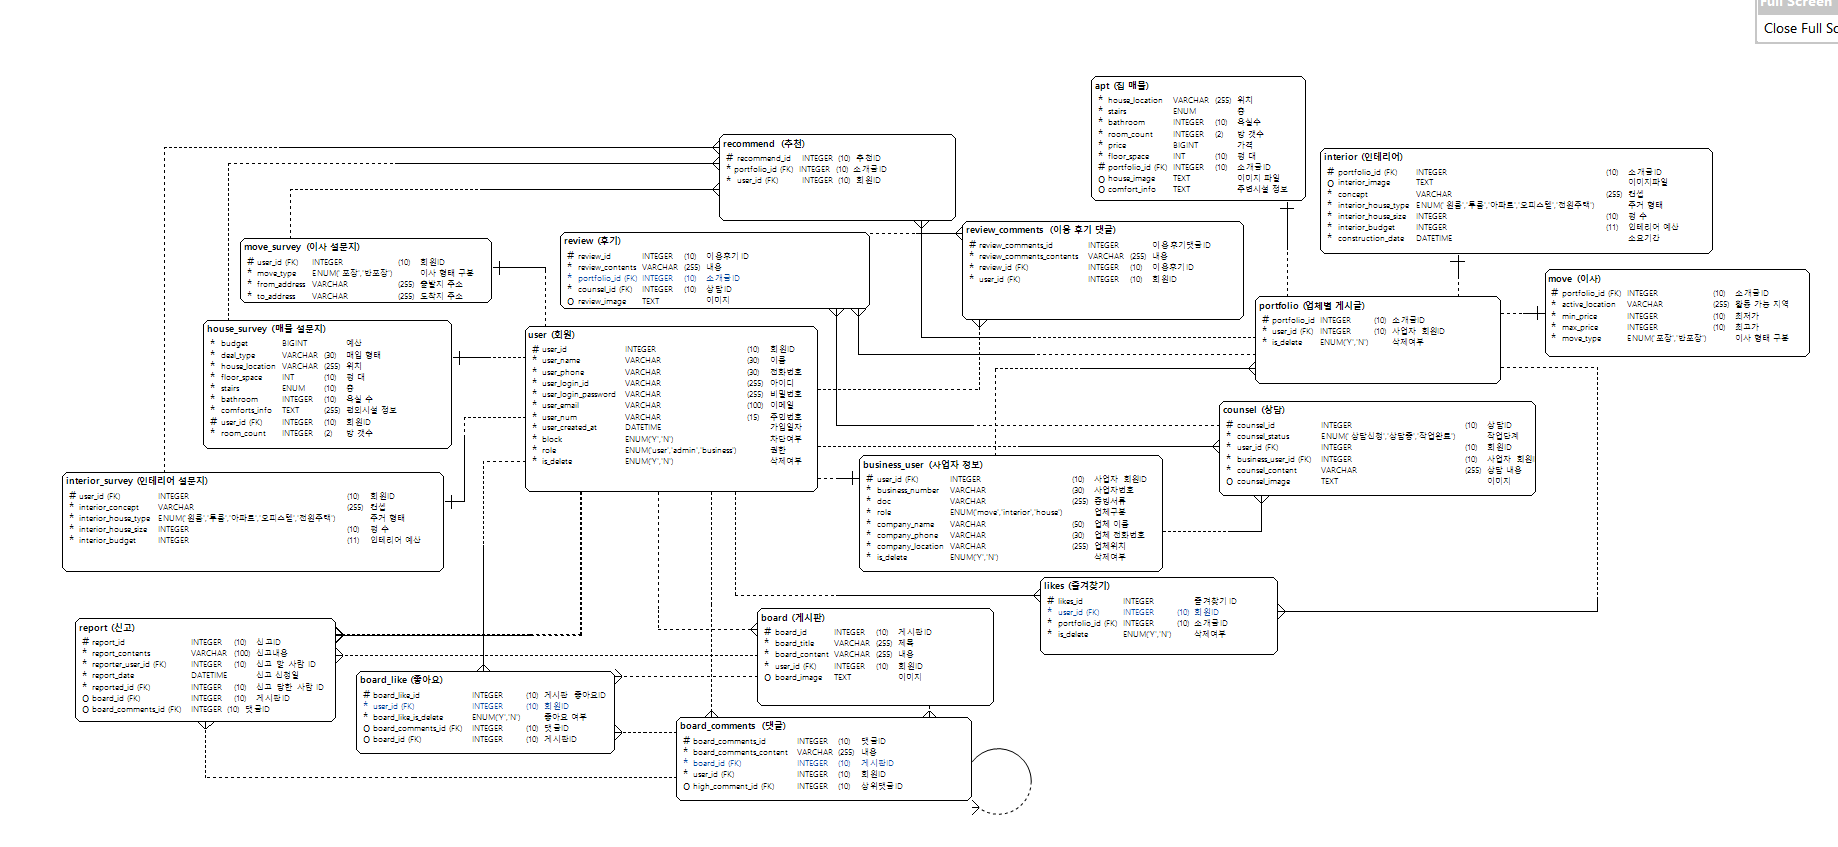 Full Screen
Close Full Sc
apt (집 매물)
* house_location VARCHAR (255) 위치
* stairs ENUM 층
* bathroom INTEGER (10) 욕실수
* room_count INTEGER (2) 방 갯수
* price BIGINT 가격
* floor_space INT (10) 평 대
# portfolio_id (FK) INTEGER (10) 소개글ID
O house_image TEXT 이미지 파일
O comfort_info TEXT 주변시설 정보
recommend (추천)
# recommend_id INTEGER (10) 추천ID
* portfolio_id (FK) INTEGER (10) 소개글ID
* user_id (FK) INTEGER (10) 회원ID
interior (인테리어)
# portfolio_id (FK) INTEGER (10) 소개글ID
O interior_image TEXT 이미지파일
* concept VARCHAR (255) 컨셉
* interior_house_type ENUM('원룸','투룸','아파트','오피스텔','전원주택') 주거 형태
* interior_house_size INTEGER (10) 평 수
* interior_budget INTEGER (11) 인테리어 예산
* construction_date DATETIME 소요기간
move_survey (이사 설문지)
# user_id (FK) INTEGER (10) 회원ID
* move_type ENUM('포장','반포장') 이사 형태 구분
* from_address VARCHAR (255) 출발지 주소
* to_address VARCHAR (255) 도착지 주소
review (후기)
# review_id INTEGER (10) 이용후기 ID
* review_contents VARCHAR (255) 내용
* portfolio_id (FK) INTEGER (10) 소개글ID
* counsel_id (FK) INTEGER (10) 상담ID
O review_image TEXT 이미지
review_comments (이용 후기 댓글)
# review_comments_id INTEGER 이용후기댓글ID
* review_comments_contents VARCHAR (255) 내용
* review_id (FK) INTEGER (10) 이용후기ID
* user_id (FK) INTEGER (10) 회원ID
move (이사)
# portfolio_id (FK) INTEGER (10) 소개글ID
* active_location VARCHAR (255) 활동 가능 지역
* min_price INTEGER (10) 최저가
* max_price INTEGER (10) 최고가
* move_type ENUM('포장','반포장') 이사 형태 구분
portfolio (업체별 게시글)
# portfolio_id INTEGER (10) 소개글ID
* user_id (FK) INTEGER (10) 사업자 회원ID
* is_delete ENUM('Y','N') 삭제여부
house_survey (매물 설문지)
* budget BIGINT 예산
* deal_type VARCHAR (30) 매입 형태
* house_location VARCHAR (255) 위치
* floor_space INT (10) 평 대
* stairs ENUM (10) 층
* bathroom INTEGER (10) 욕실 수
* comforts_info TEXT (255) 편의시설 정보
# user_id (FK) INTEGER (10) 회원ID
* room_count INTEGER (2) 방 갯수
user (회원)
# user_id INTEGER (10) 회원ID
* user_name VARCHAR (30) 이름
* user_phone VARCHAR (30) 전화번호
* user_login_id VARCHAR (255) 아이디
* user_login_password VARCHAR (255) 비밀번호
* user_email VARCHAR (100) 이메일
* user_num VARCHAR (15) 주민번호
* user_created_at DATETIME 가입일자
* block ENUM('Y','N') 차단여부
* role ENUM('user','admin','business') 권한
* is_delete ENUM('Y','N') 삭제여부
counsel (상담)
# counsel_id INTEGER (10) 상담ID
* counsel_status ENUM('상담신청','상담중','작업완료') 작업단계
* user_id (FK) INTEGER (10) 회원ID
* business_user_id (FK) INTEGER (10) 사업자 회원I
* counsel_content VARCHAR (255) 상담 내용
O counsel_image TEXT 이미지
business_user (사업자 정보)
# user_id (FK) INTEGER (10) 사업자 회원ID
* business_number VARCHAR (30) 사업자번호
* doc VARCHAR (255) 증빙서류
* role ENUM('move','interior','house') 업체구분
* company_name VARCHAR (50) 업체 이름
* company_phone VARCHAR (30) 업체 전화번호
* company_location VARCHAR (255) 업체위치
* is_delete ENUM('Y','N') 삭제여부
interior_survey (인테리어 설문지)
# user_id (FK) INTEGER (10) 회원ID
* interior_concept VARCHAR (255) 컨셉
* interior_house_type ENUM('원룸','투룸','아파트','오피스텔','전원주택') 주거 형태
* interior_house_size INTEGER (10) 평 수
* interior_budget INTEGER (11) 인테리어 예산
likes (즐겨찾기)
# likes_id INTEGER 즐겨찾기 ID
* user_id (FK) INTEGER (10) 회원ID
* portfolio_id (FK) INTEGER (10) 소개글ID
* is_delete ENUM('Y','N') 삭제여부
board (게시판)
# board_id INTEGER (10) 게시판ID
* board_title VARCHAR (255) 제목
* board_content VARCHAR (255) 내용
* user_id (FK) INTEGER (10) 회원ID
O board_image TEXT 이미지
report (신고)
# report_id INTEGER (10) 신고ID
* report_contents VARCHAR (100) 신고내용
* reporter_user_id (FK) INTEGER (10) 신고 한 사람 ID
* report_date DATETIME 신고 신청일
* reported_id (FK) INTEGER (10) 신고 당한 사람 ID
O board_id (FK) INTEGER (10) 게시판ID
O board_comments_id (FK) INTEGER (10) 댓글ID
board_like (좋아요)
# board_like_id INTEGER (10) 게시판 좋아요ID
* user_id (FK) INTEGER (10) 회원ID
* board_like_is_delete ENUM('Y','N') 좋아요 여부
O board_comments_id (FK) INTEGER (10) 댓글ID
O board_id (FK) INTEGER (10) 게시판ID
board_comments (댓글)
# board_comments_id INTEGER (10) 댓글ID
* board_comments_content VARCHAR (255) 내용
* board_id (FK) INTEGER (10) 게시판ID
* user_id (FK) INTEGER (10) 회원ID
O high_comment_id (FK) INTEGER (10) 상위댓글ID